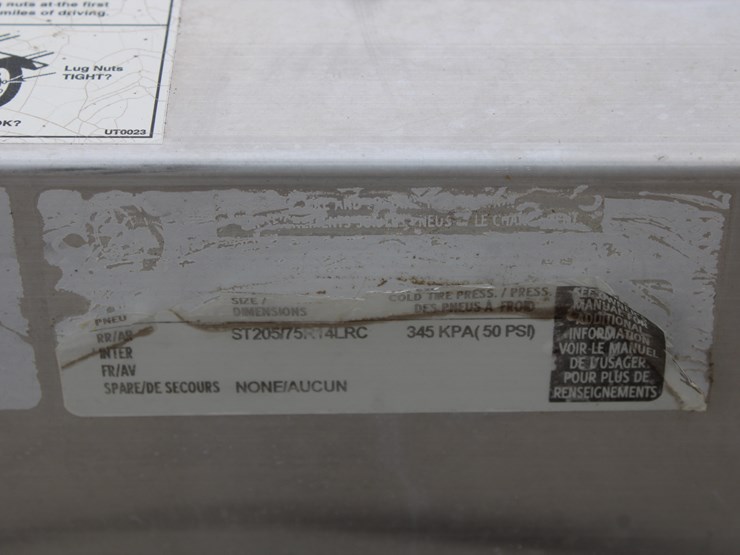 nuts at the first
miles of driving.
Lug Nuts
TIGHT?
OK?
UT0023
AND
PNEUS - LE
SIZE /
DIMENSIONS
COLD TIRE PRESS. / PRESS.
DES PNEUS À FROID
PNEU
RR/AR
ST205/75R14LRC
345 KPA( 50 PSI)
INTER
FR/AV
SPARE/DE SECOURS NONE/AUCUN
ADDITIONAL
INFORMATION
VOIR LE MANUEL
DE L'USAGER
POUR PLUS DE
RENSEIGNEMENTS